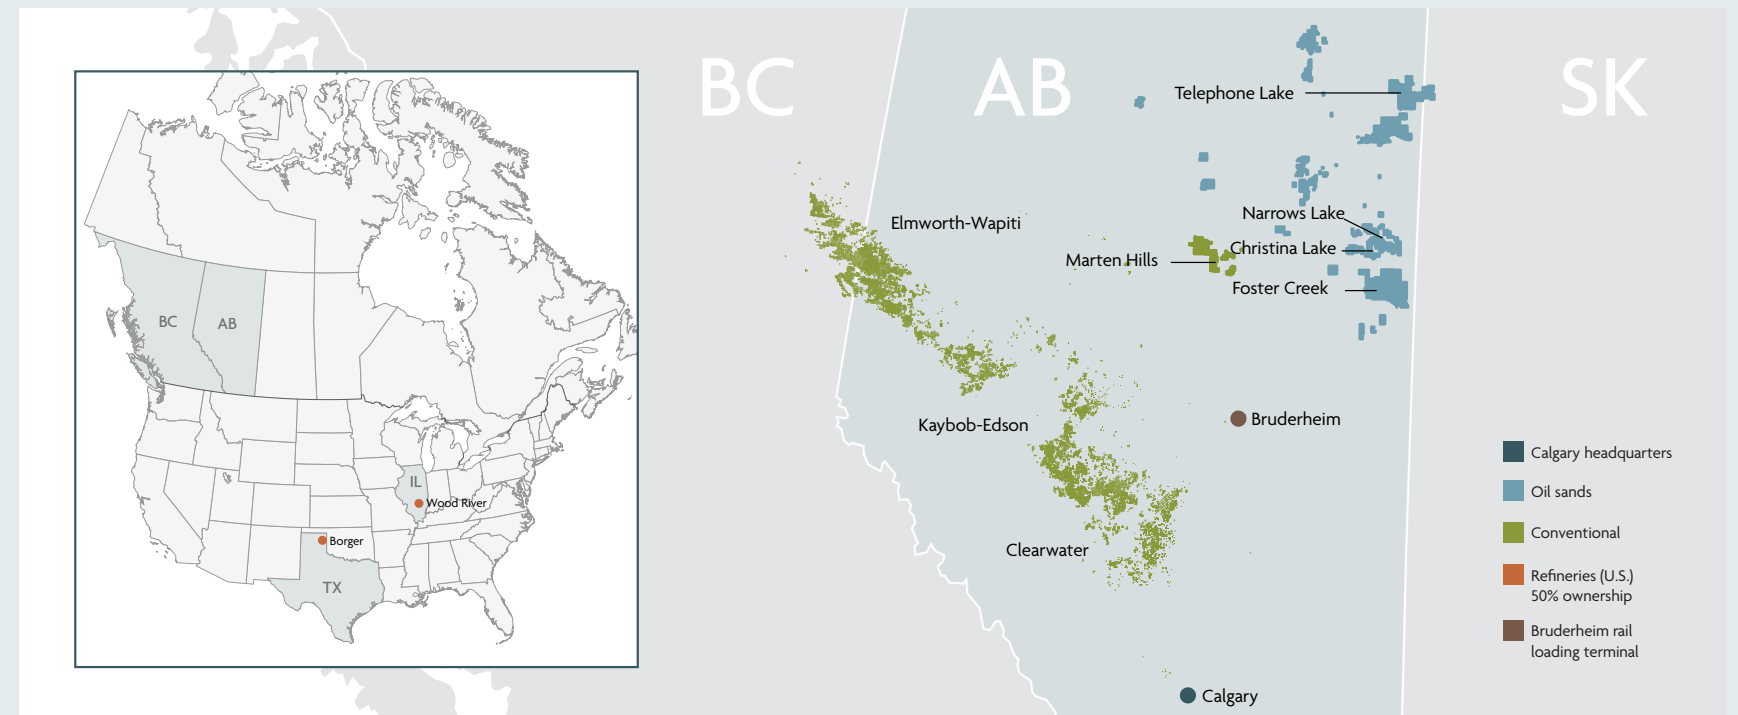 BC
AB
SK
Telephone Lake
Elmworth-Wapiti
Narrows Lake
Christina Lake
Marten Hills
Foster Creek
BC
AB
Kaybob-Edson
Bruderheim
IL
Wood River
Borger
TX
Clearwater
Calgary
Calgary headquarters
Oil sands
Conventional
Refineries (U.S.)
50% ownership
Bruderheim rail
loading terminal